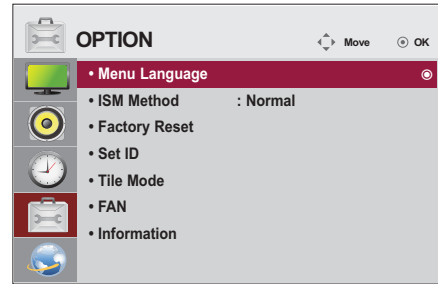 OPTION Move OK
• Menu Language
• ISM Method : Normal
• Factory Reset
• Set ID
• Tile Mode
• FAN
• Information